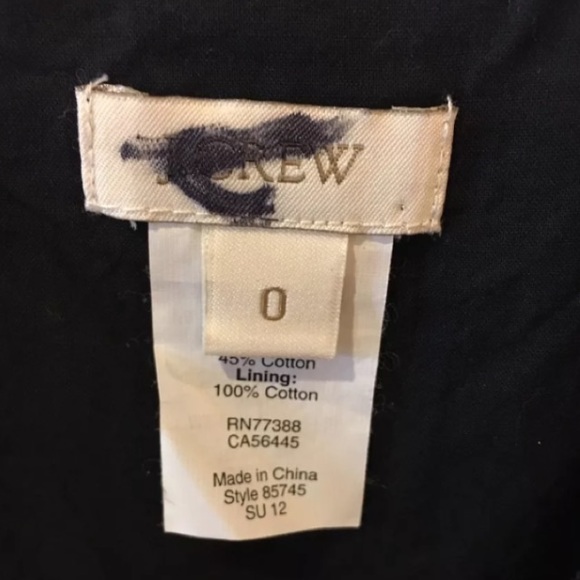 J.CREW
0
45% Cotton
Lining:
100% Cotton
RN77388
CA56445
Made in China
Style 85745
SU 12